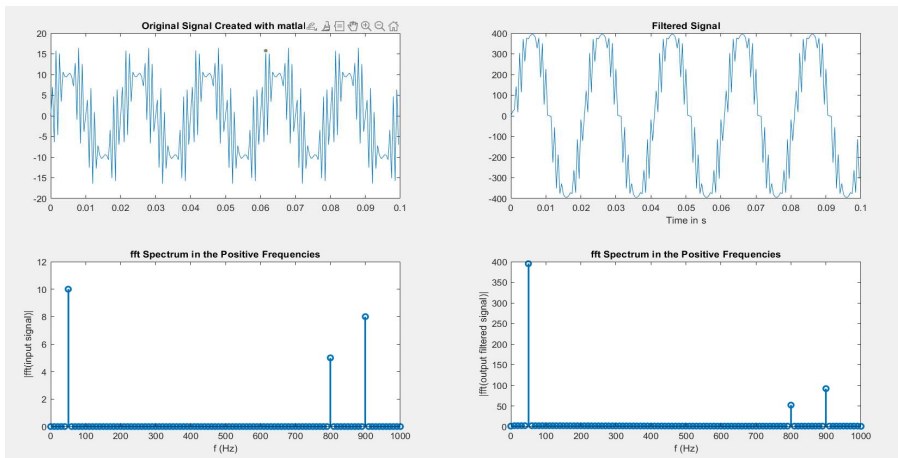 Original Signal Created with matlal
20
15
10
5
0
-5
-10
-15
-20
0 0.01 0.02 0.03 0.04 0.05 0.06 0.07 0.08 0.09 0.1
Filtered Signal
400
300
200
100
0
-100
-200
-300
-400
0 0.01 0.02 0.03 0.04 0.05 0.06 0.07 0.08 0.09 0.1
Time in s
fft Spectrum in the Positive Frequencies
|fft(input signal)|
12
10
8
6
4
2
0
0 100 200 300 400 500 600 700 800 900 1000
f (Hz)
fft Spectrum in the Positive Frequencies
|fft(output filtered signal)|
400
350
300
250
200
150
100
50
0
0 100 200 300 400 500 600 700 800 900 1000
f (Hz)